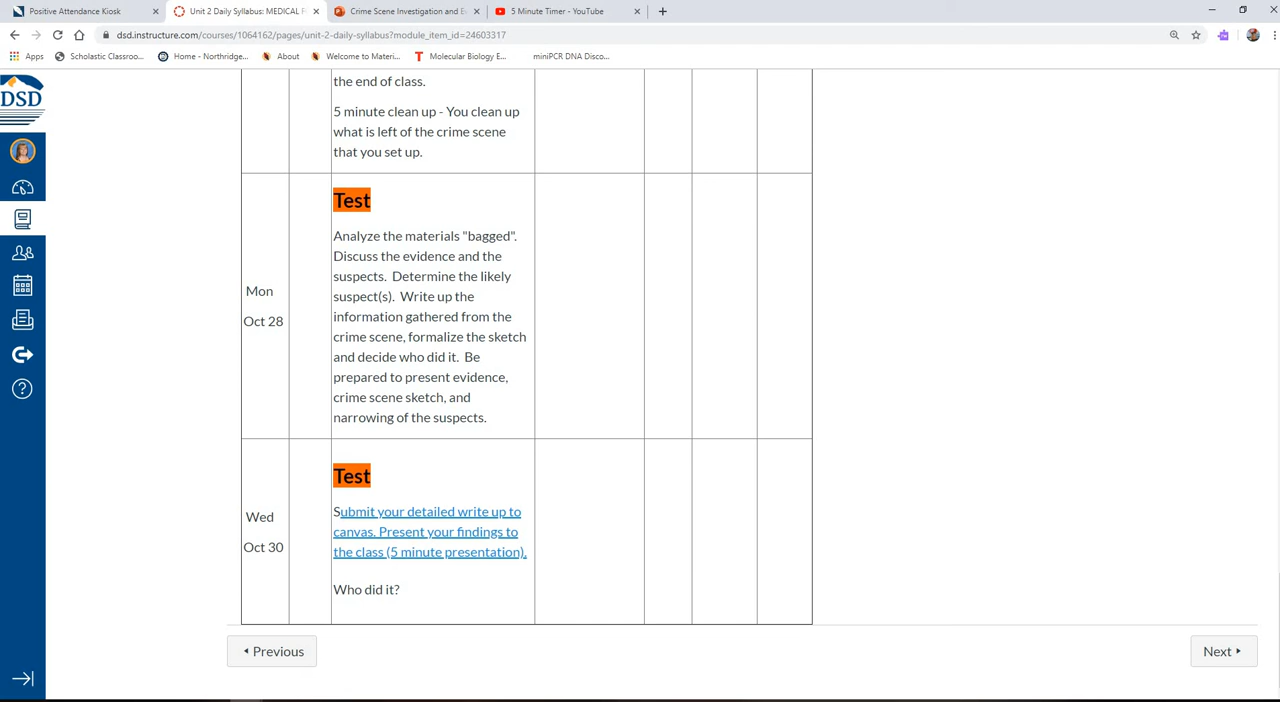 Positive Attendance Kiosk
Unit 2 Daily Syllabus: MEDICAL F
Crime Scene Investigation and E
5 Minute Timer - YouTube
dsd.instructure.com/courses/1064162/pages/unit-2-daily-syllabus?module_item_id=24603317
Apps
Scholastic Classroo...
Home - Northridge...
About
Welcome to Materi...
Molecular Biology E...
miniPCR DNA Disco...
DSD
the end of class.
5 minute clean up - You clean up
what is left of the crime scene
that you set up.
Mon
Oct 28
Test
Analyze the materials "bagged".
Discuss the evidence and the
suspects. Determine the likely
suspect(s). Write up the
information gathered from the
crime scene, formalize the sketch
and decide who did it. Be
prepared to present evidence,
crime scene sketch, and
narrowing of the suspects.
Wed
Oct 30
Test
Submit your detailed write up to
canvas. Present your findings to
the class (5 minute presentation).
Who did it?
Previous
Next